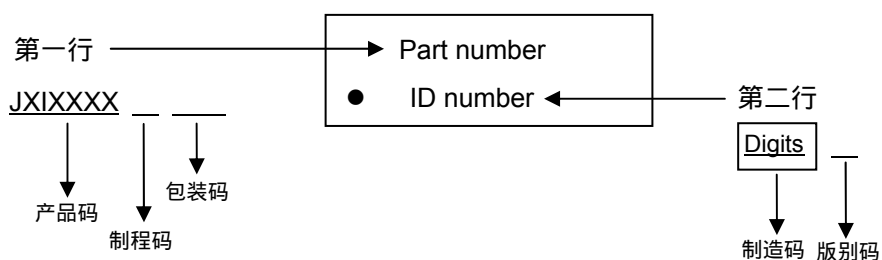 第一行
Part number
JXIXXXX
ID number
第二行
Digits
包装码
产品码
制程码
制造码 版别码